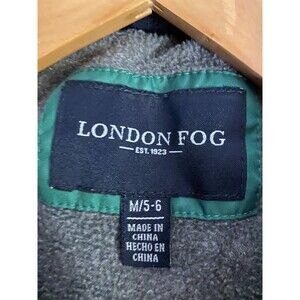 LONDON FOG
EST. 1923
M/5-6
MADE IN
CHINA
HECHO EN
CHINA